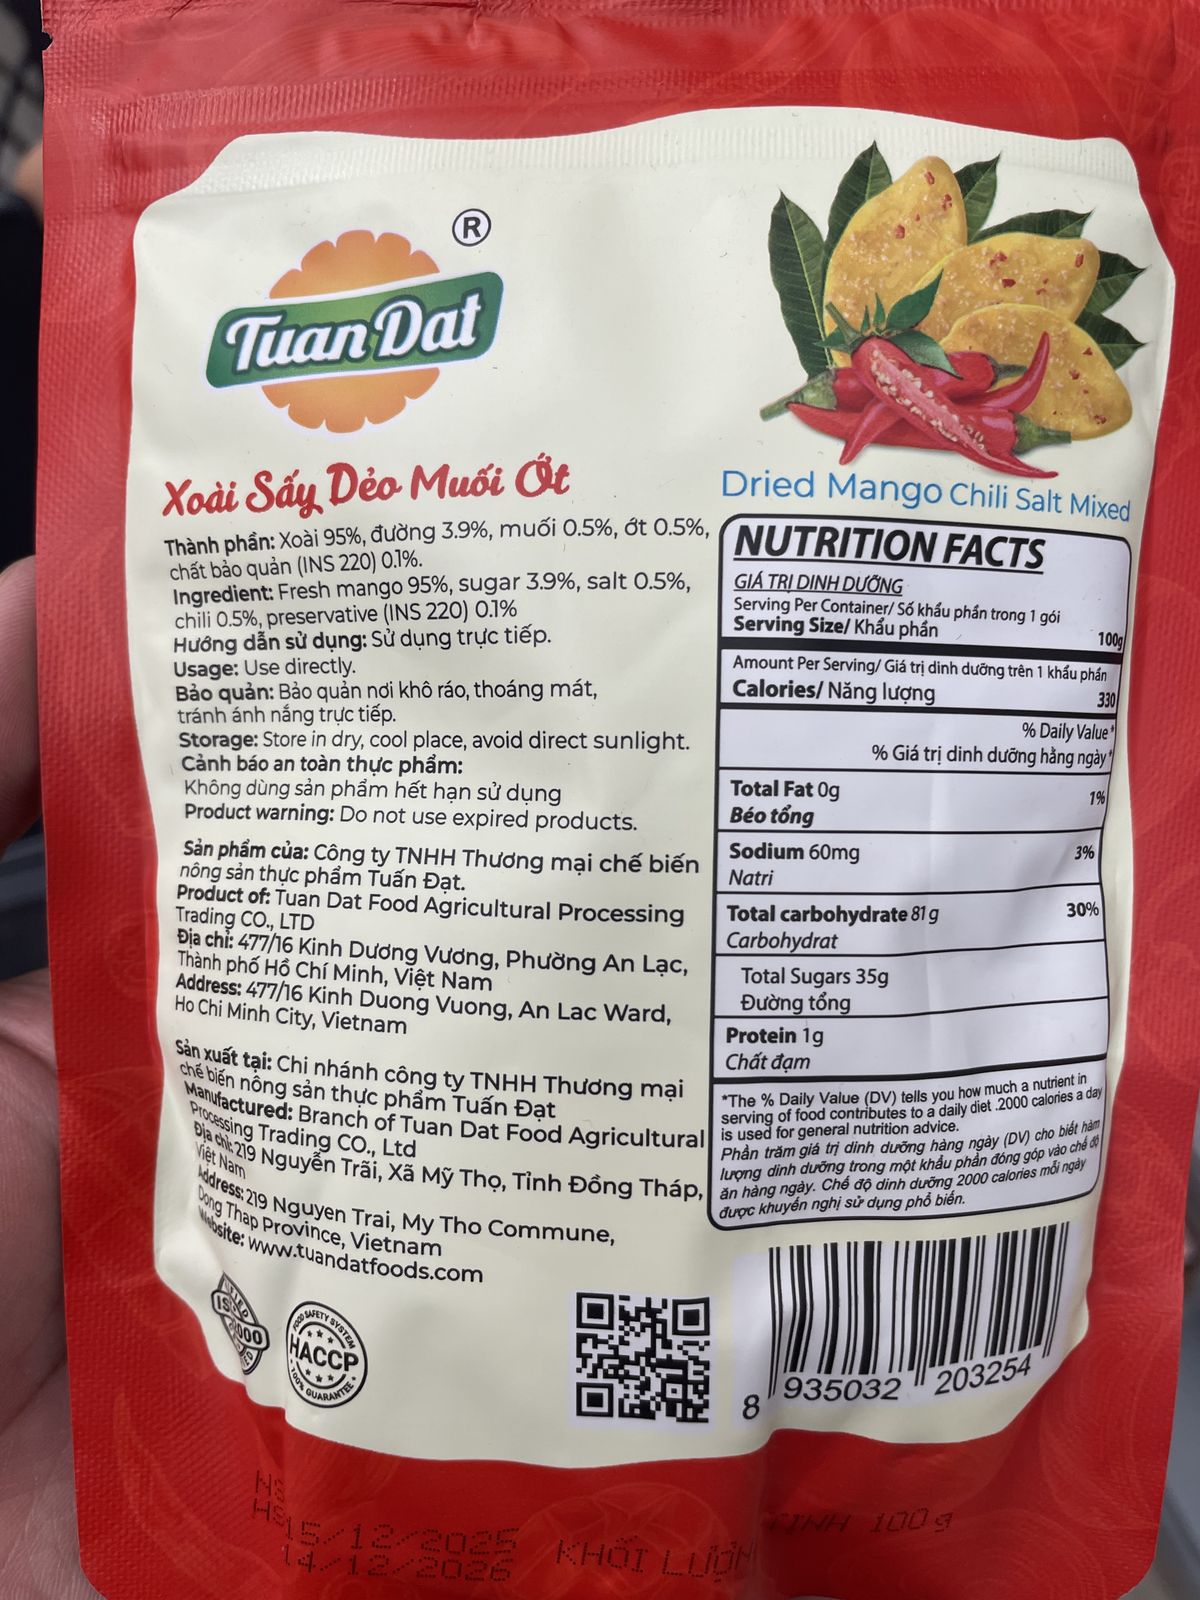 ®
Tuan Dat
Xoài Sấy Dẻo Muối Ớt
Thành phần: Xoài 95%, đường 3.9%, muối 0.5%, ớt 0.5%,
chất bảo quản (INS 220) 0.1%.
Ingredient: Fresh mango 95%, sugar 3.9%, salt 0.5%,
chili 0.5%, preservative (INS 220) 0.1%
Hướng dẫn sử dụng: Sử dụng trực tiếp.
Usage: Use directly.
Bảo quản: Bảo quản nơi khô ráo, thoáng mát,
tránh ánh nắng trực tiếp.
Storage: Store in dry, cool place, avoid direct sunlight.
Cảnh báo an toàn thực phẩm:
Không dùng sản phẩm hết hạn sử dụng
Product warning: Do not use expired products.
Sản phẩm của: Công ty TNHH Thương mại chế biến
nông sản thực phẩm Tuấn Đạt.
Product of: Tuan Dat Food Agricultural Processing
Trading CO., LTD
Địa chỉ: 477/16 Kinh Dương Vương, Phường An Lạc,
Thành phố Hồ Chí Minh, Việt Nam
Address: 477/16 Kinh Duong Vuong, An Lac Ward,
Ho Chi Minh City, Vietnam
Sản xuất tại: Chi nhánh công ty TNHH Thương mại
chế biến nông sản thực phẩm Tuấn Đạt
Manufactured: Branch of Tuan Dat Food Agricultural
Processing Trading CO., Ltd
Địa chỉ: 219 Nguyễn Trãi, Xã Mỹ Thọ, Tỉnh Đồng Tháp,
Việt Nam
Address: 219 Nguyen Trai, My Tho Commune,
Dong Thap Province, Vietnam
Website: www.tuandatfoods.com
Dried Mango Chili Salt Mixed
NUTRITION FACTS
GIÁ TRỊ DINH DƯỠNG
Serving Per Container/ Số khẩu phần trong 1 gói
Serving Size/ Khẩu phần 100g
Amount Per Serving/ Giá trị dinh dưỡng trên 1 khẩu phần
Calories/ Năng lượng 330
% Daily Value*
% Giá trị dinh dưỡng hằng ngày*
Total Fat 0g 1%
Béo tổng
Sodium 60mg 3%
Natri
Total carbohydrate 81g 30%
Carbohydrat
Total Sugars 35g
Đường tổng
Protein 1g
Chất đạm
*The % Daily Value (DV) tells you how much a nutrient in
serving of food contributes to a daily diet .2000 calories a day
is used for general nutrition advice.
Phần trăm giá trị dinh dưỡng hàng ngày (DV) cho biết hàm
lượng dinh dưỡng trong một khẩu phần đóng góp vào chế độ
ăn hàng ngày. Chế độ dinh dưỡng 2000 calories mỗi ngày
được khuyến nghị sử dụng phổ biến.
FOOD SAFETY SYSTEM
HACCP
100% GUARANTEE
8 935032 203254
15/12/2025
14/12/2026
KHỐI LƯỢN TỊNH 100g